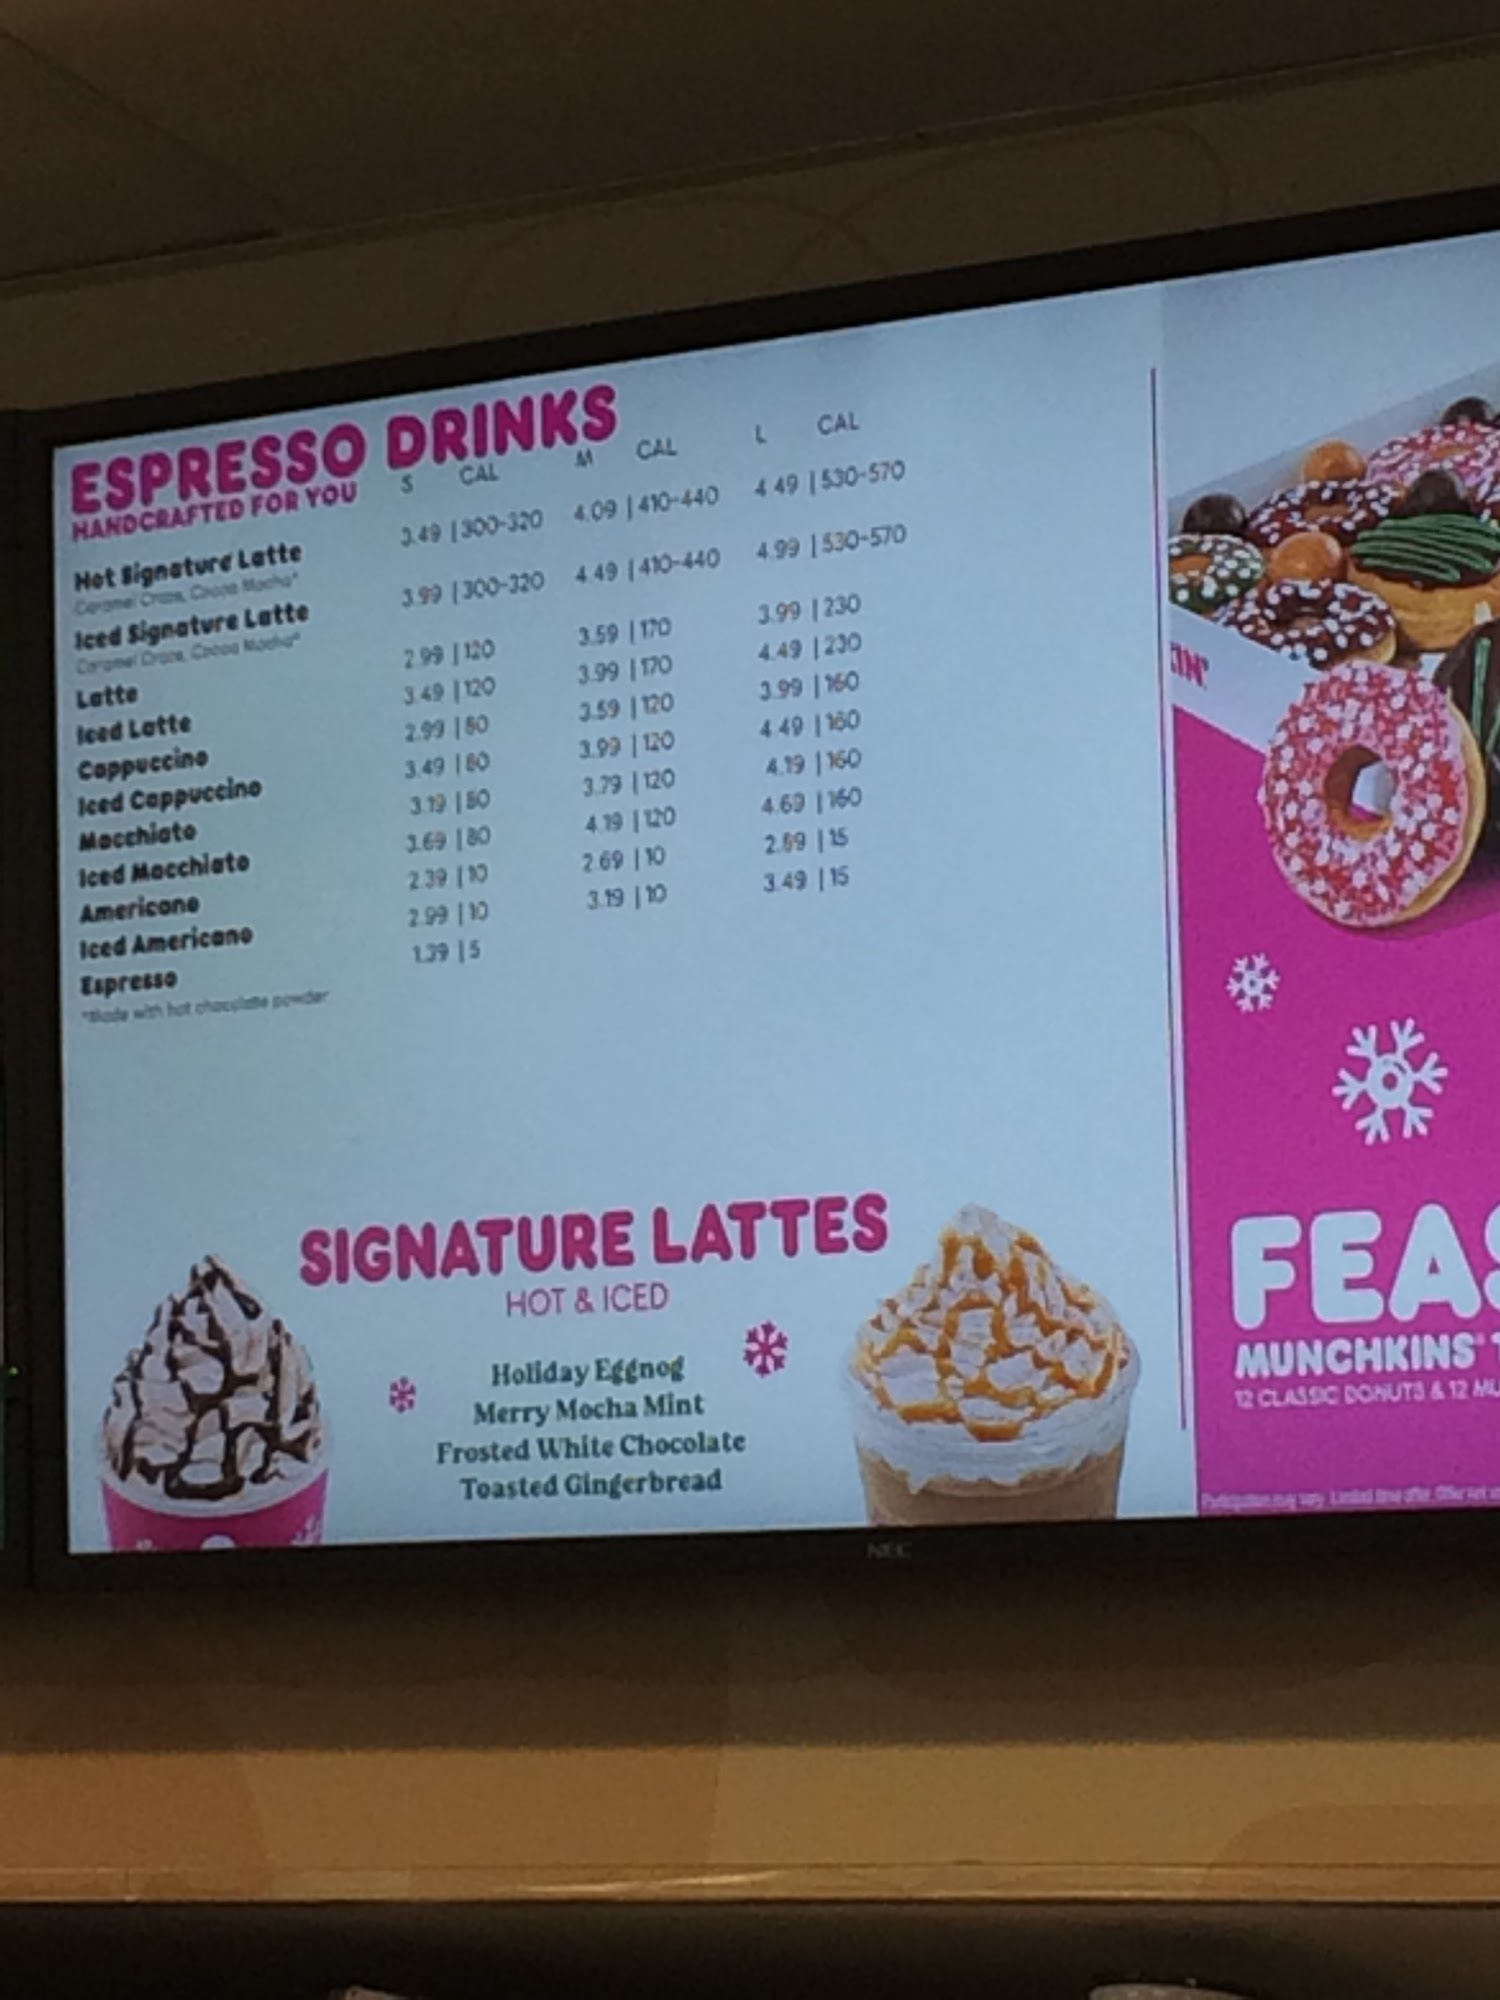 ESPRESSO DRINKS
HANDCRAFTED FOR YOU
S CAL M CAL L CAL
Hot Signature Latte 3.49 | 300-320 4.09 | 410-440 4.49 | 530-570
Caramel Craze, Cocoa Mocha*
Iced Signature Latte 3.99 | 300-320 4.49 | 410-440 4.99 | 530-570
Caramel Craze, Cocoa Mocha*
Latte 2.99 | 120 3.59 | 170 3.99 | 230
Iced Latte 3.49 | 120 3.99 | 170 4.49 | 230
Cappuccino 2.99 | 80 3.59 | 120 3.99 | 160
Iced Cappuccino 3.49 | 80 3.99 | 120 4.49 | 160
Macchiato 3.19 | 80 3.79 | 120 4.19 | 160
Iced Macchiato 3.69 | 80 4.19 | 120 4.69 | 160
Americano 2.39 | 10 2.69 | 10 | 15
Iced Americano 2.99 | 10 3.19 | 10 3.49 | 15
Espresso 1.39 | 5
*Made with hot chocolate powder
SIGNATURE LATTES
HOT & ICED
Holiday Eggnog
Merry Mocha Mint
Frosted White Chocolate
Toasted Gingerbread
KIN'
FEAS
MUNCHKINS®
12 CLASSIC DONUTS & 12 MU
Participation may vary. Limited time offer.
NEC